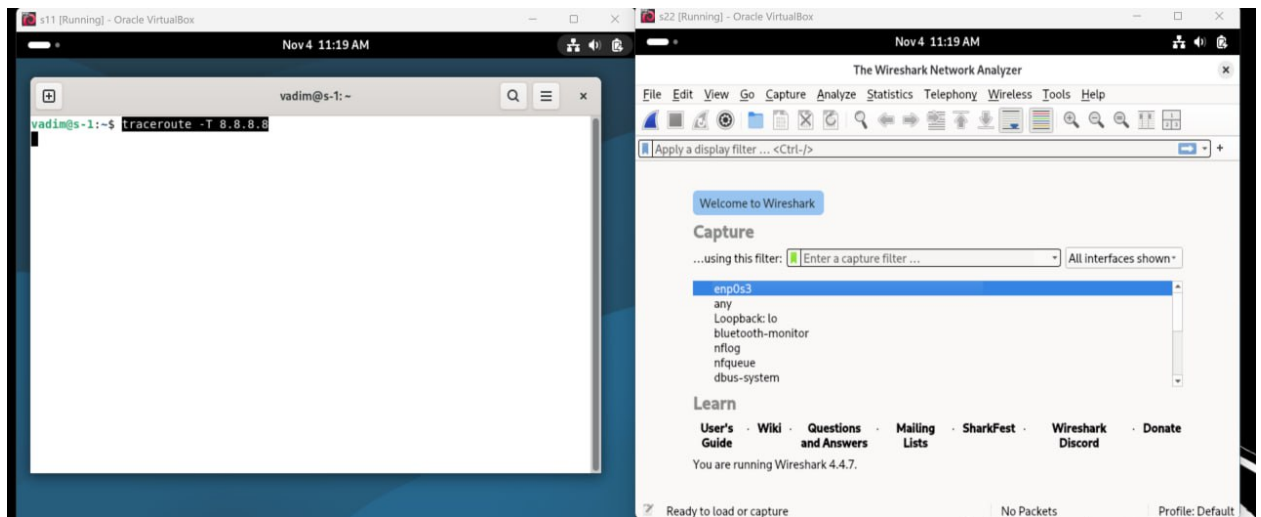 s11 [Running] - Oracle VirtualBox
Nov 4 11:19 AM
vadim@s-1: ~
vadim@s-1:~$ traceroute -T 8.8.8.8
s22 [Running] - Oracle VirtualBox
Nov 4 11:19 AM
The Wireshark Network Analyzer
File Edit View Go Capture Analyze Statistics Telephony Wireless Tools Help
Apply a display filter ... <Ctrl-/>
Welcome to Wireshark
Capture
...using this filter: Enter a capture filter ... All interfaces shown
enp0s3
any
Loopback: lo
bluetooth-monitor
nflog
nfqueue
dbus-system
Learn
User's Guide · Wiki · Questions and Answers · Mailing Lists · SharkFest · Wireshark Discord · Donate
You are running Wireshark 4.4.7.
Ready to load or capture No Packets Profile: Default